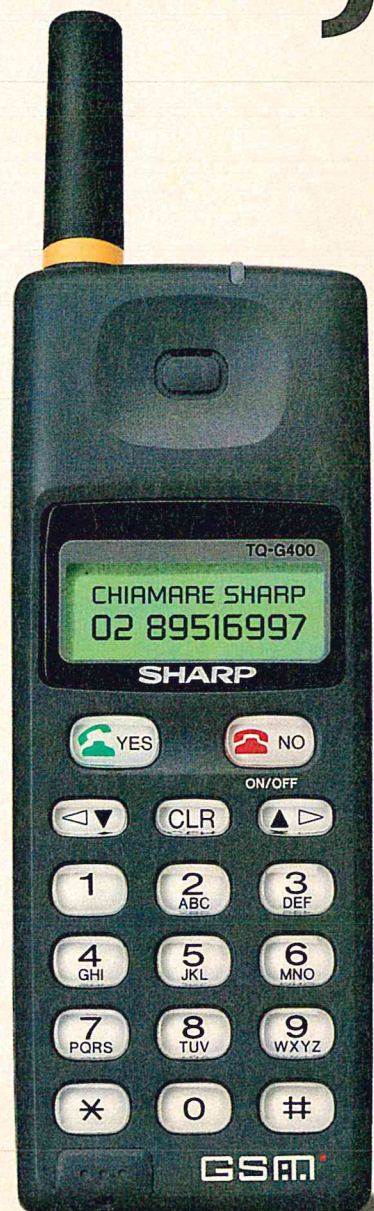 TQ-G400
CHIAMARE SHARP
02 89516997
SHARP
YES NO
ON/OFF
CLR
1 2 3
ABC DEF
4 5 6
GHI JKL MNO
7 8 9
PQRS TUV WXYZ
* 0 #
GSM